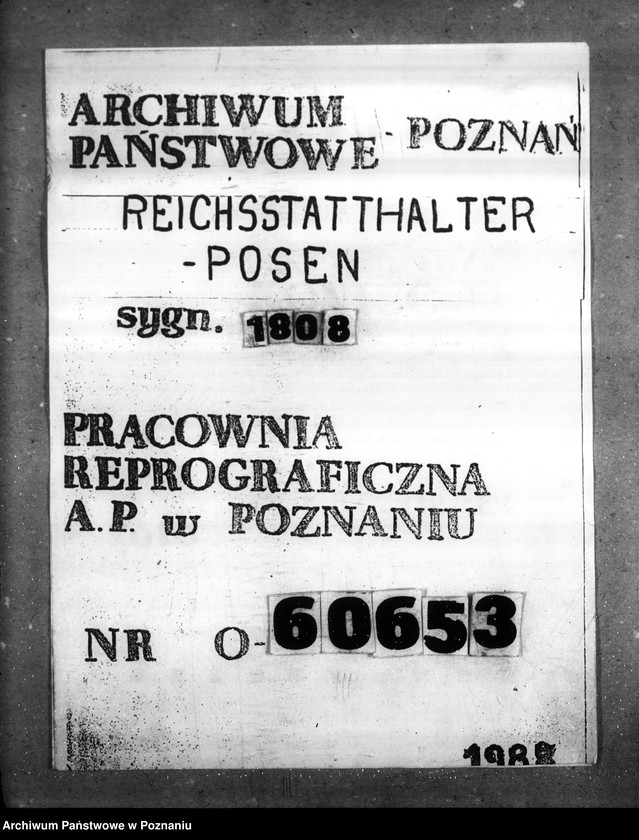 ARCHIWUM
PAŃSTWOWE - POZNAŃ
REICHSSTATTHALTER
-POSEN
sygn. 1808
PRACOWNIA
REPROGRAFICZNA
A.P. w POZNANIU
NR O-60653
Archiwum Państwowe w Poznaniu